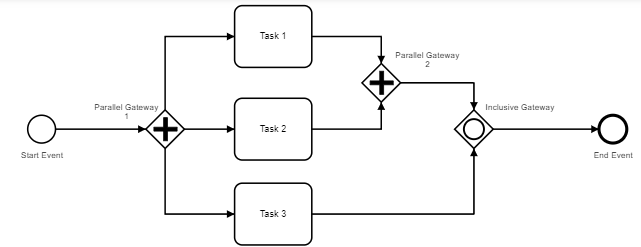 Task 1
Parallel Gateway
2
Parallel Gateway
1
Task 2
Inclusive Gateway
Start Event
End Event
Task 3